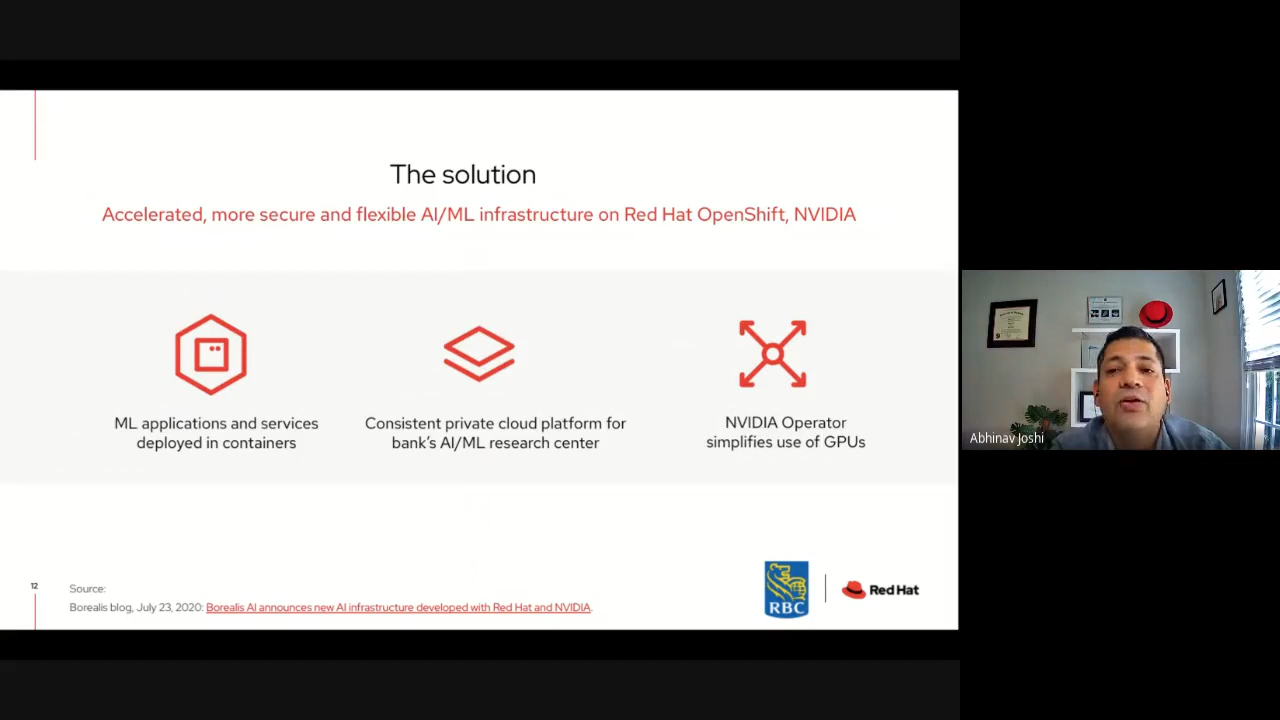 The solution
Accelerated, more secure and flexible AI/ML infrastructure on Red Hat OpenShift, NVIDIA
ML applications and services
deployed in containers
Consistent private cloud platform for
bank's AI/ML research center
NVIDIA Operator
simplifies use of GPUs
12
Source:
Borealis blog, July 23, 2020: Borealis AI announces new AI infrastructure developed with Red Hat and NVIDIA.
RBC
Red Hat
Abhinav Joshi